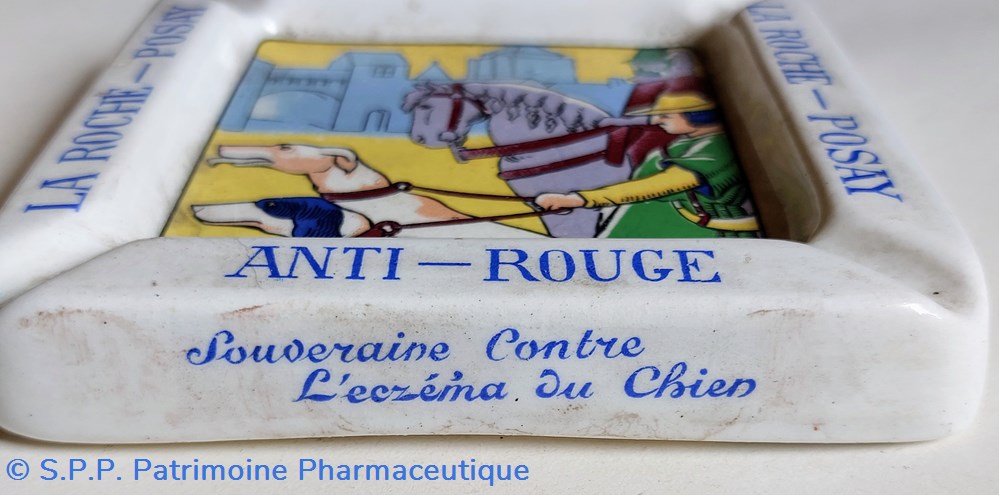 LA ROCHE-POSAY
LA ROCHE-POSAY
ANTI-ROUGE
Souveraine Contre
L'eczéma du Chien
© S.P.P. Patrimoine Pharmaceutique